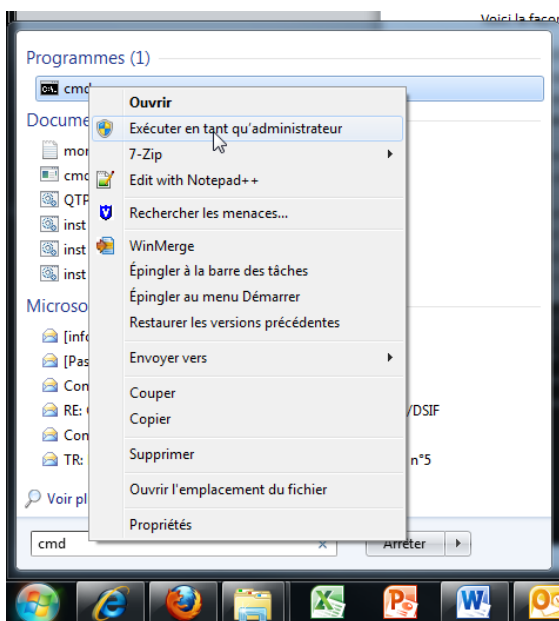 Voici la faço
Programmes (1)
cmd
Ouvrir
Exécuter en tant qu'administrateur
7-Zip
Edit with Notepad++
Rechercher les menaces...
WinMerge
Épingler à la barre des tâches
Épingler au menu Démarrer
Restaurer les versions précédentes
Envoyer vers
Couper
Copier
Supprimer
Ouvrir l'emplacement du fichier
Propriétés
Docume
mor
cmd
QTP
inst
inst
inst
Microso
[info
[Pas
Con
RE:
/DSIF
Con
TR:
n°5
Voir pl
cmd
Arrêter